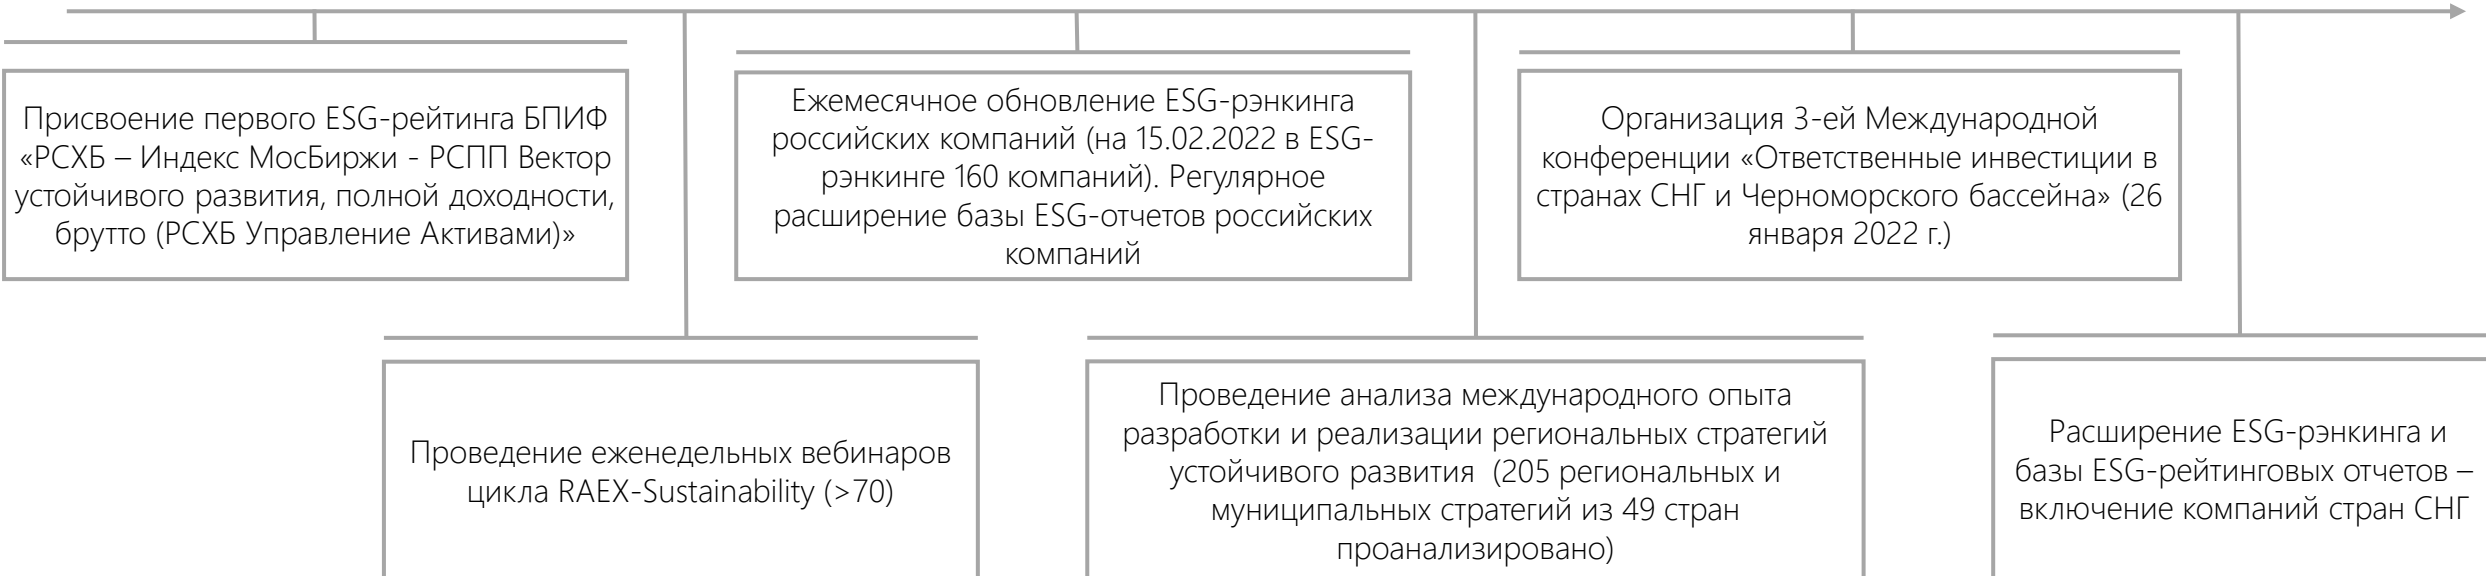 Присвоение первого ESG-рейтинга БПИФ
«РСХБ – Индекс МосБиржи - РСПП Вектор
устойчивого развития, полной доходности,
брутто (РСХБ Управление Активами)»
Проведение еженедельных вебинаров
цикла RAEX-Sustainability (>70)
Ежемесячное обновление ESG-рэнкинга
российских компаний (на 15.02.2022 в ESG-
рэнкинге 160 компаний). Регулярное
расширение базы ESG-отчетов российских
компаний
Проведение анализа международного опыта
разработки и реализации региональных стратегий
устойчивого развития (205 региональных и
муниципальных стратегий из 49 стран
проанализировано)
Организация 3-ей Международной
конференции «Ответственные инвестиции в
странах СНГ и Черноморского бассейна» (26
января 2022 г.)
Расширение ESG-рэнкинга и
базы ESG-рейтинговых отчетов –
включение компаний стран СНГ